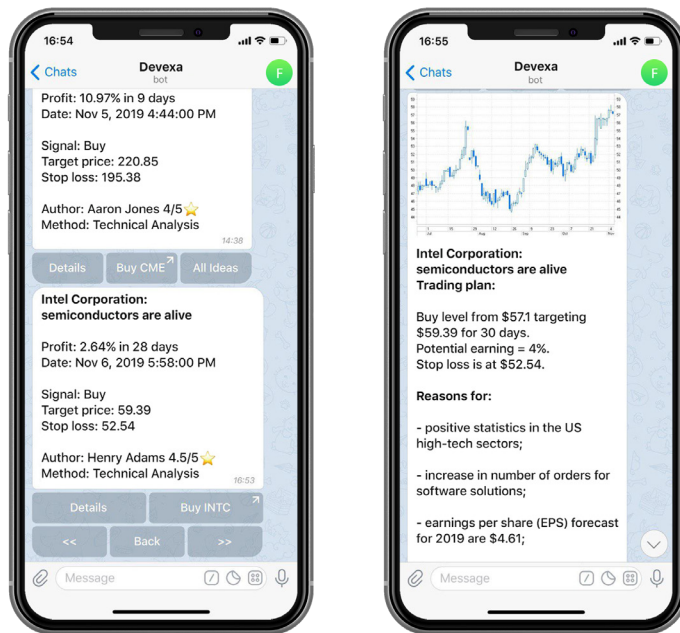 16:54
Chats
Devexa
bot
F
Profit: 10.97% in 9 days
Date: Nov 5, 2019 4:44:00 PM
Signal: Buy
Target price: 220.85
Stop loss: 195.38
Author: Aaron Jones 4/5⭐
Method: Technical Analysis
14:38
Details
Buy CME
All Ideas
Intel Corporation:
semiconductors are alive
Profit: 2.64% in 28 days
Date: Nov 6, 2019 5:58:00 PM
Signal: Buy
Target price: 59.39
Stop loss: 52.54
Author: Henry Adams 4.5/5⭐
Method: Technical Analysis
16:53
Details
Buy INTC
<<
Back
>>
Message
16:55
Chats
Devexa
bot
F
Intel Corporation:
semiconductors are alive
Trading plan:
Buy level from $57.1 targeting
$59.39 for 30 days.
Potential earning = 4%.
Stop loss is at $52.54.
Reasons for:
- positive statistics in the US
high-tech sectors;
- increase in number of orders for
software solutions;
- earnings per share (EPS) forecast
for 2019 are $4.61;
Message